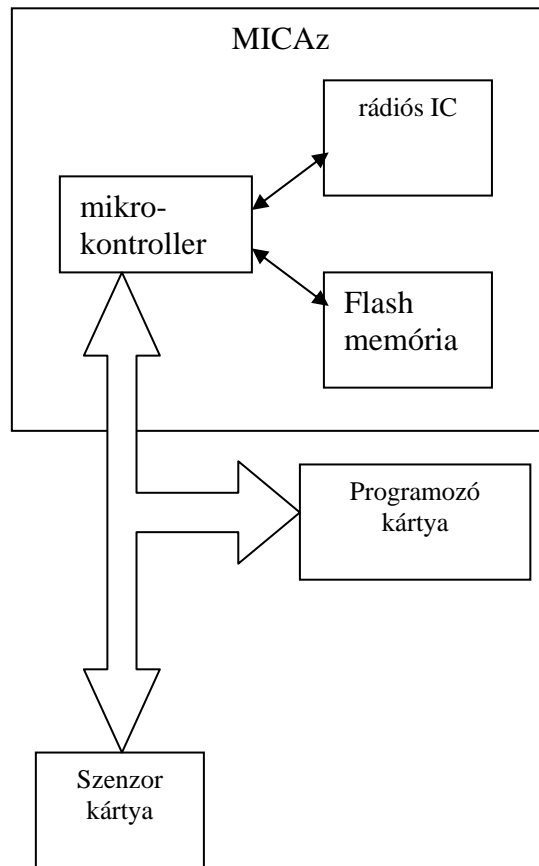 MICAz
rádiós IC
mikro-
kontroller
Flash
memória
Programozó
kártya
Szenzor
kártya